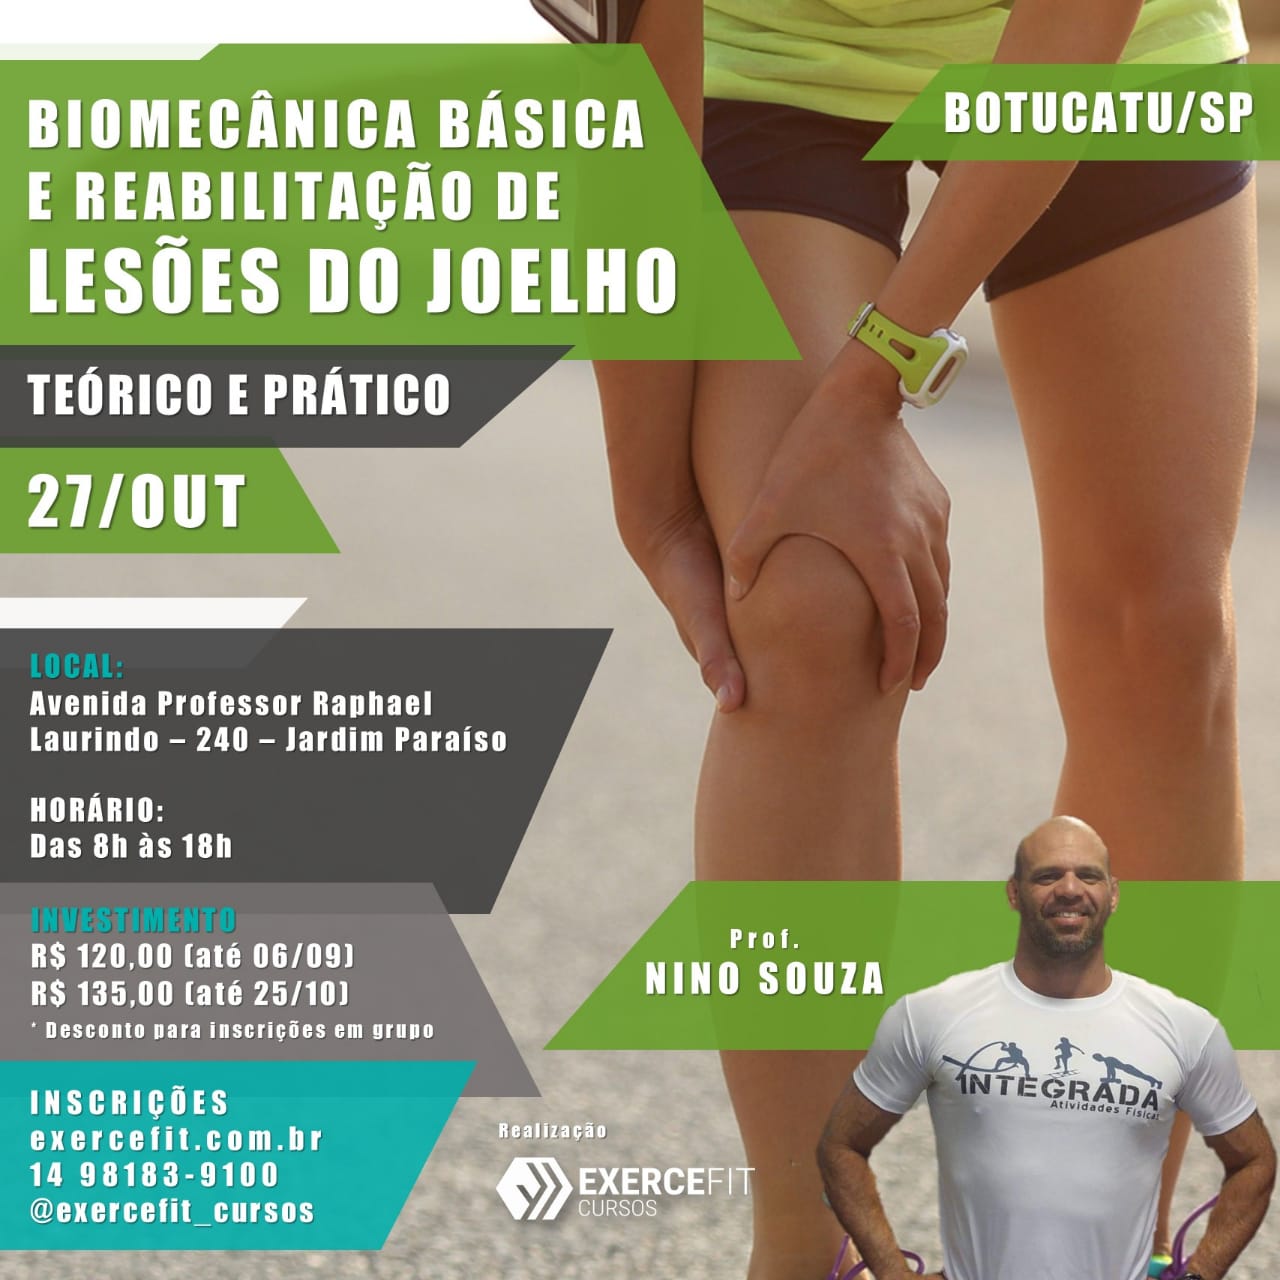 BIOMECÂNICA BÁSICA
E REABILITAÇÃO DE
LESÕES DO JOELHO
BOTUCATU/SP
TEÓRICO E PRÁTICO
27/OUT
LOCAL:
Avenida Professor Raphael
Laurindo – 240 – Jardim Paraíso
HORÁRIO:
Das 8h às 18h
INVESTIMENTO
R$ 120,00 (até 06/09)
R$ 135,00 (até 25/10)
* Desconto para inscrições em grupo
INSCRIÇÕES
exercefit.com.br
14 98183-9100
@exercefit_cursos
Realização
EXERCEFIT
CURSOS
Prof.
NINO SOUZA
INTEGRADA
Atividades Físicas